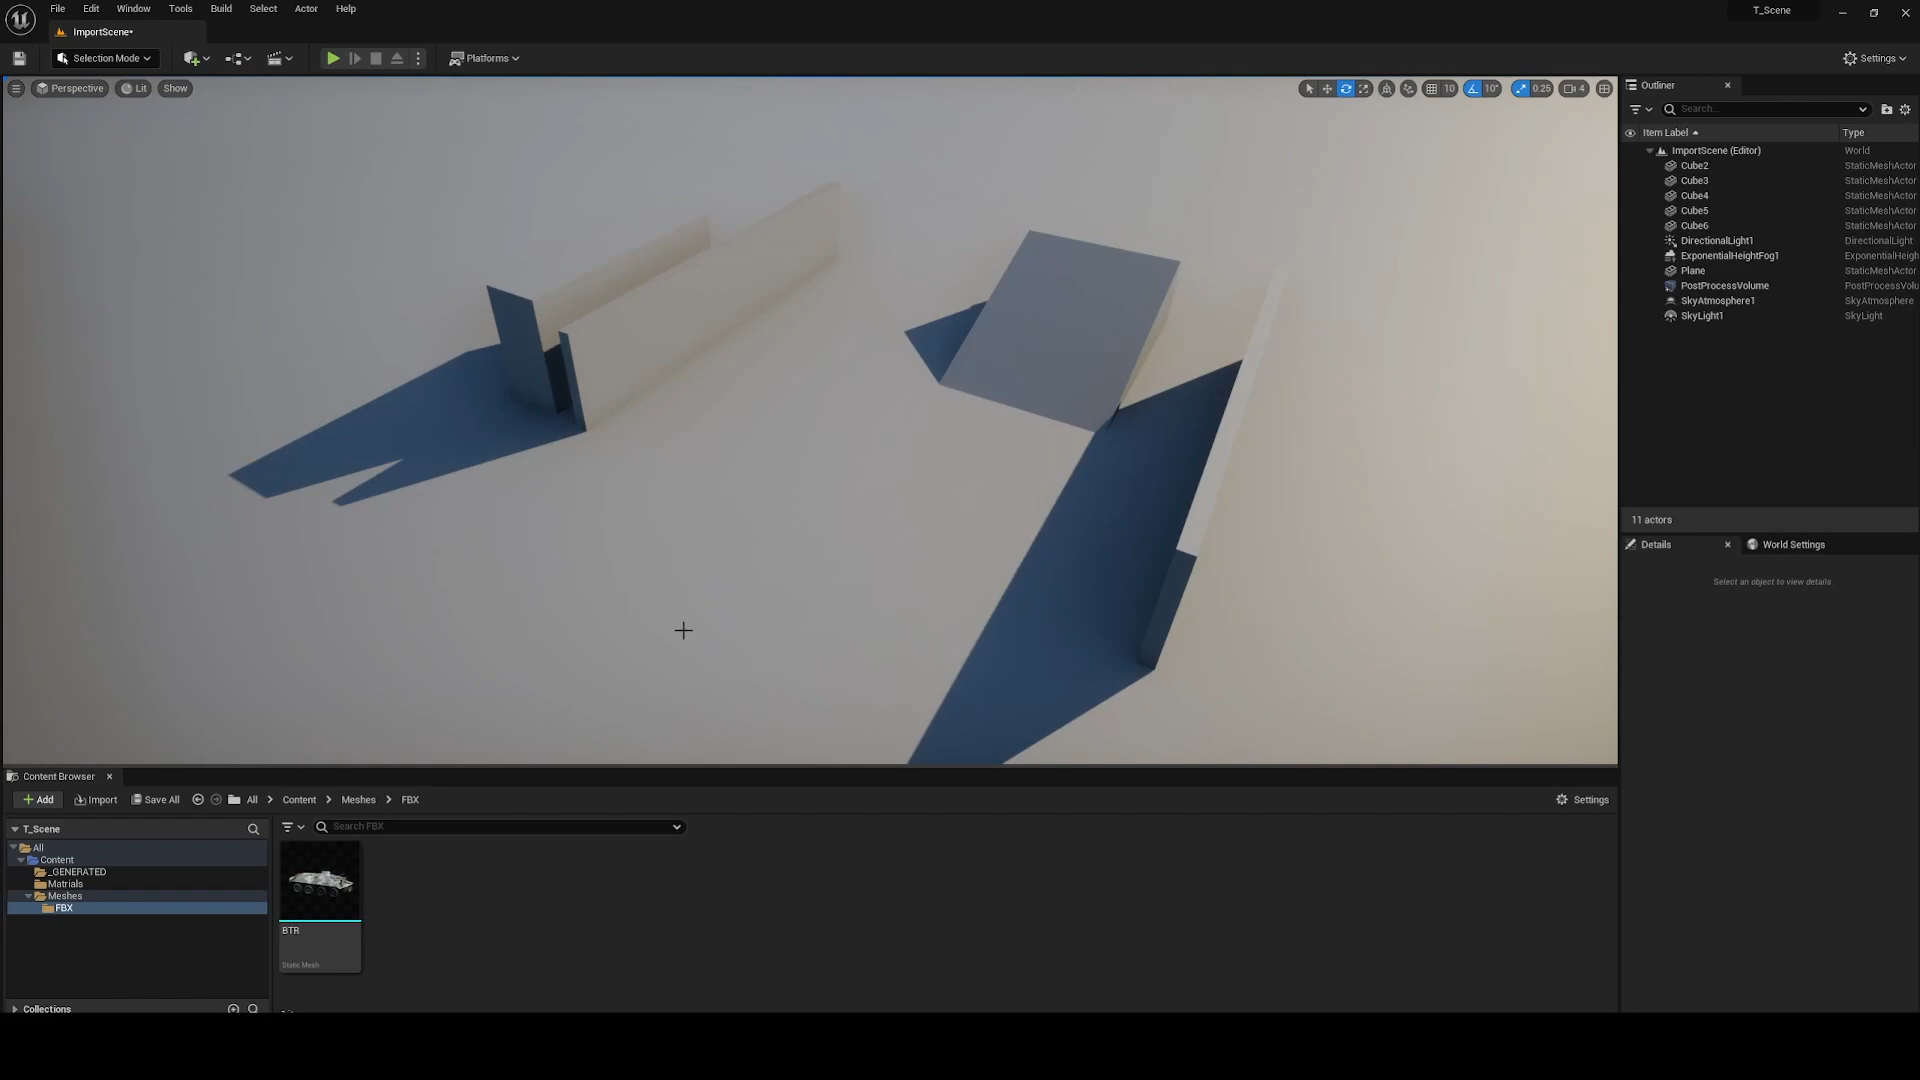 File Edit Window Tools Build Select Actor Help
T_Scene
ImportScene•
Selection Mode
Platforms
Settings
Perspective Lit Show
10 10° 0.25 4
Outliner
Search...
Item Label Type
ImportScene (Editor) World
Cube2 StaticMeshActor
Cube3 StaticMeshActor
Cube4 StaticMeshActor
Cube5 StaticMeshActor
Cube6 StaticMeshActor
DirectionalLight1 DirectionalLight
ExponentialHeightFog1 ExponentialHeigh
Plane StaticMeshActor
PostProcessVolume PostProcessVolu
SkyAtmosphere1 SkyAtmosphere
SkyLight1 SkyLight
11 actors
Details World Settings
Select an object to view details
Content Browser
Add Import Save All All Content Meshes FBX
Settings
T_Scene
Search FBX
All
Content
_GENERATED
Matrials
Meshes
FBX
BTR
Static Mesh
Collections